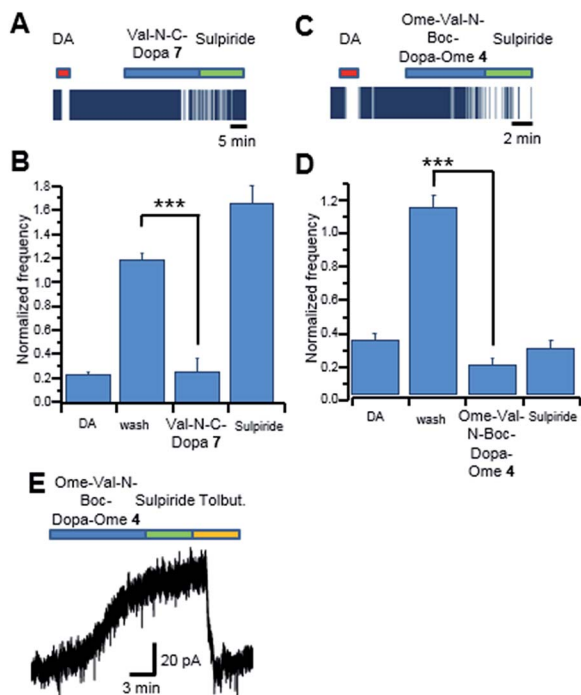 A
DA
Val-N-C-
Dopa 7
Sulpiride
5 min
C
DA
Ome-Val-N-
Boc-
Dopa-Ome 4
Sulpiride
2 min
B
Normalized frequency
1.8
1.6
1.4
1.2
1.0
0.8
0.6
0.4
0.2
0.0
***
DA
wash
Val-N-C-
Dopa 7
Sulpiride
D
Normalized frequency
1.2
1.0
0.8
0.6
0.4
0.2
0.0
***
DA
wash
Ome-Val-
N-Boc-
Dopa-
Ome 4
Sulpiride
E
Ome-Val-N-
Boc-
Dopa-Ome 4
Sulpiride Tolbut.
20 pA
3 min